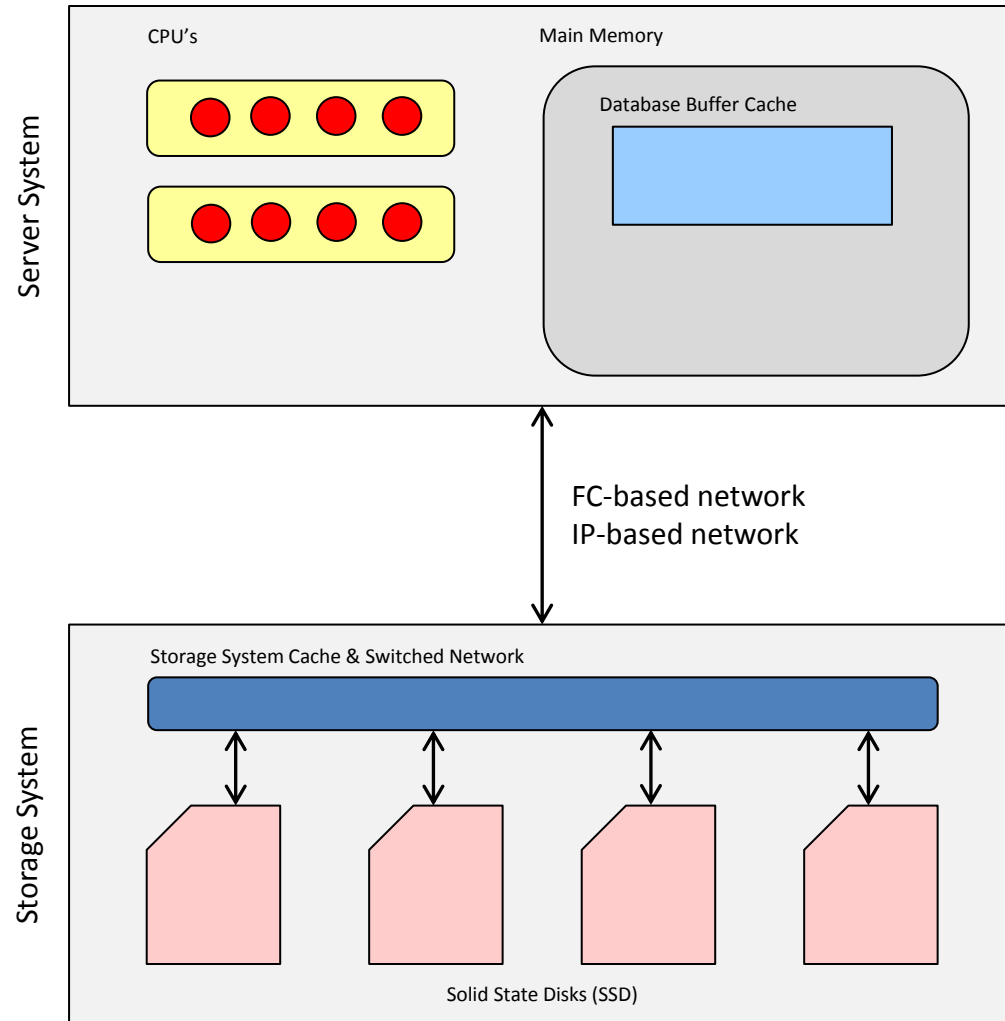 Server System
CPU's
Main Memory
Database Buffer Cache
FC-based network
IP-based network
Storage System
Storage System Cache & Switched Network
Solid State Disks (SSD)